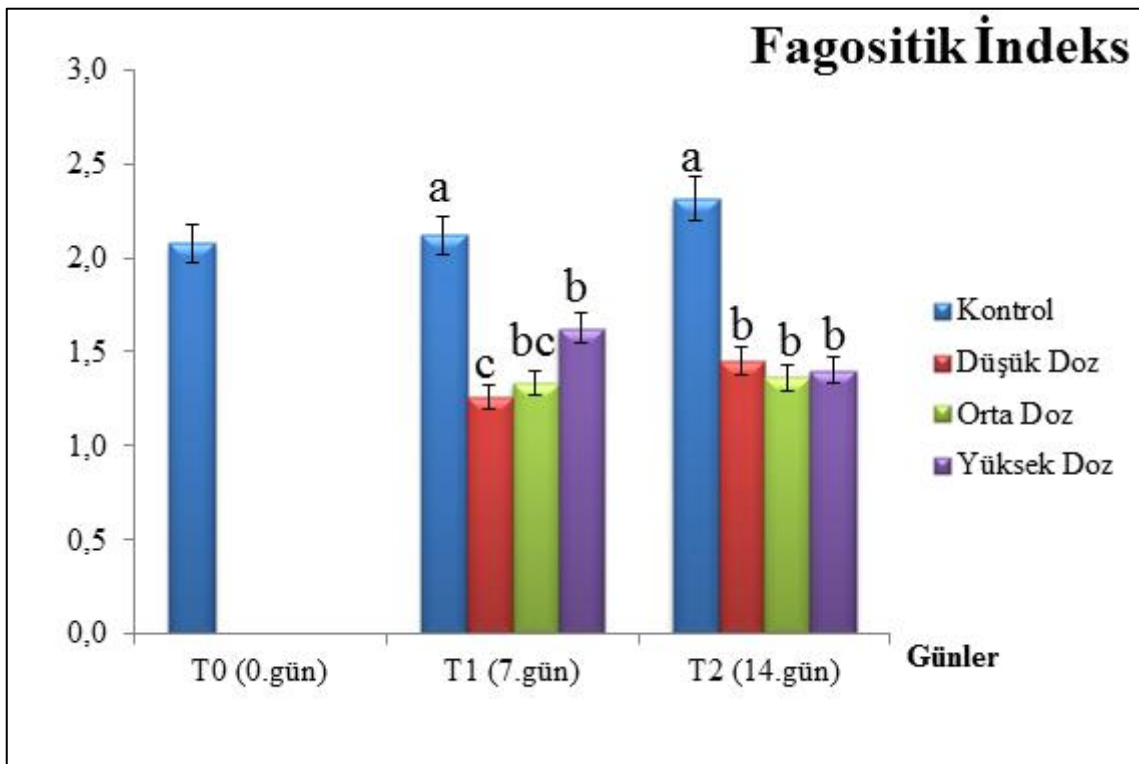 Fagositik İndeks
3,0
2,5
2,0
1,5
1,0
0,5
0,0
a
c
bc
b
a
b
b
b
T0 (0.gün)
T1 (7.gün)
T2 (14.gün)
Günler
Kontrol
Düşük Doz
Orta Doz
Yüksek Doz